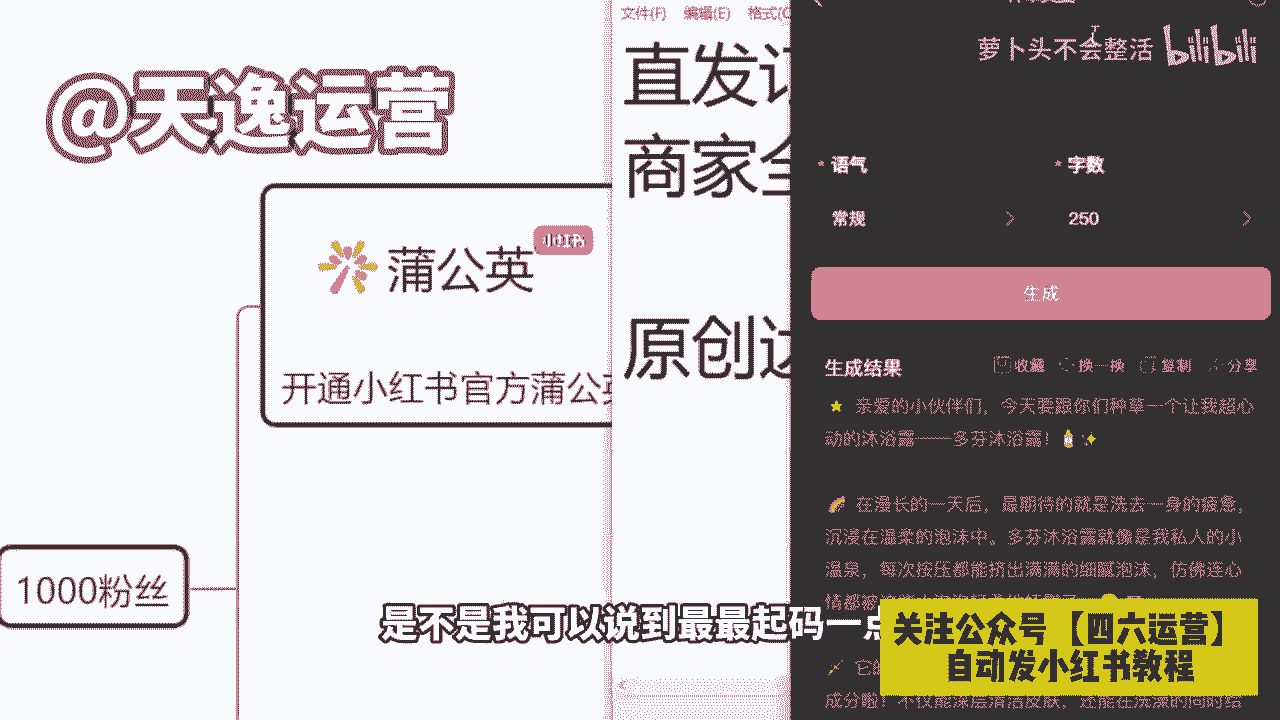 @天逸运营
小红书
蒲公英
开通小红书官方蒲公英
1000粉丝
文件(F) 编辑(E) 格式(O
直发
商家全
原创达
萝卜头不会整活 bilibili
* 语气
* 字数
常规
250
生成
生成结果
收藏 换一换 复制 分享
亲爱的小伙伴们，今天要跟你们种草一个让我超心
动的沐浴露——多芬沐浴露！
在漫长的一天后，最期待的就是洗去一身的疲惫，
沉浸在温柔的泡沫中。多芬沐浴露就像是我私人的小
温泉，每次按压都能挤出满满的细腻泡沫，仿佛连心
是不是我可以说到最最起码一点
关注公众号【四六运营】
自动发小红书教程